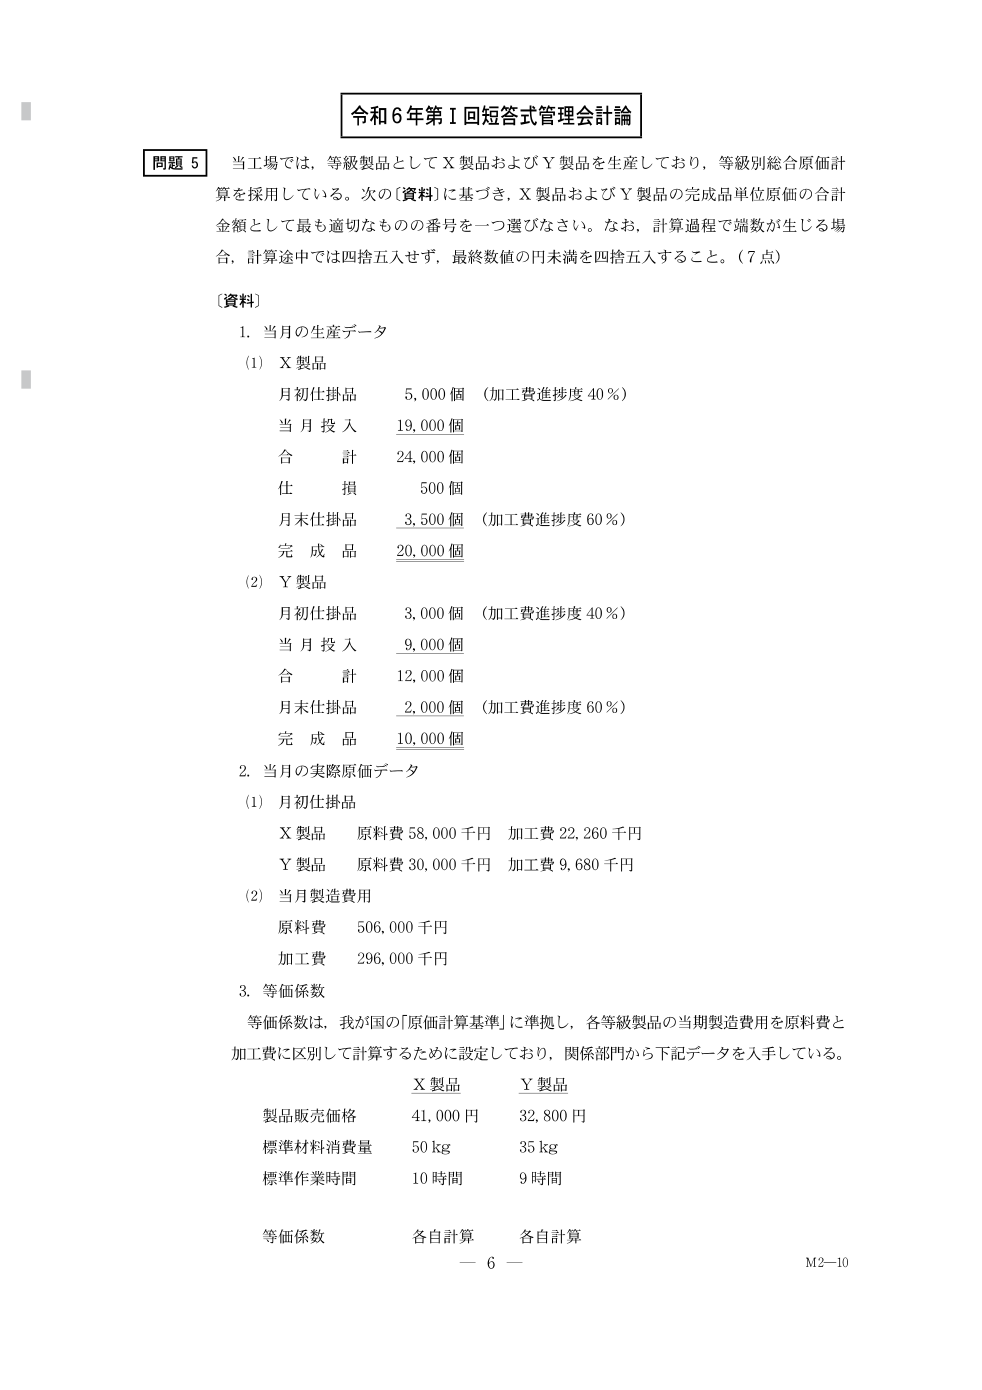 令和６年第Ⅰ回短答式管理会計論
問題 5　当工場では，等級製品としてＸ製品およびＹ製品を生産しており，等級別総合原価計
算を採用している。次の〔資料〕に基づき，Ｘ製品およびＹ製品の完成品単位原価の合計
金額として最も適切なものの番号を一つ選びなさい。なお，計算過程で端数が生じる場
合，計算途中では四捨五入せず，最終数値の円未満を四捨五入すること。（７点）
〔資料〕
1．当月の生産データ
(1)　Ｘ製品
月初仕掛品　5,000個　（加工費進捗度40％）
当月投入　19,000個
合計　24,000個
仕損　500個
月末仕掛品　3,500個　（加工費進捗度60％）
完成品　20,000個
(2)　Ｙ製品
月初仕掛品　3,000個　（加工費進捗度40％）
当月投入　9,000個
合計　12,000個
月末仕掛品　2,000個　（加工費進捗度60％）
完成品　10,000個
2．当月の実際原価データ
(1)　月初仕掛品
Ｘ製品　原料費58,000千円　加工費22,260千円
Ｙ製品　原料費30,000千円　加工費9,680千円
(2)　当月製造費用
原料費　506,000千円
加工費　296,000千円
3．等価係数
等価係数は，我が国の「原価計算基準」に準拠し，各等級製品の当期製造費用を原料費と
加工費に区別して計算するために設定しており，関係部門から下記データを入手している。
Ｘ製品　Ｙ製品
製品販売価格　41,000円　32,800円
標準材料消費量　50kg　35kg
標準作業時間　10時間　9時間
等価係数　各自計算　各自計算
― 6 ―　M2―10